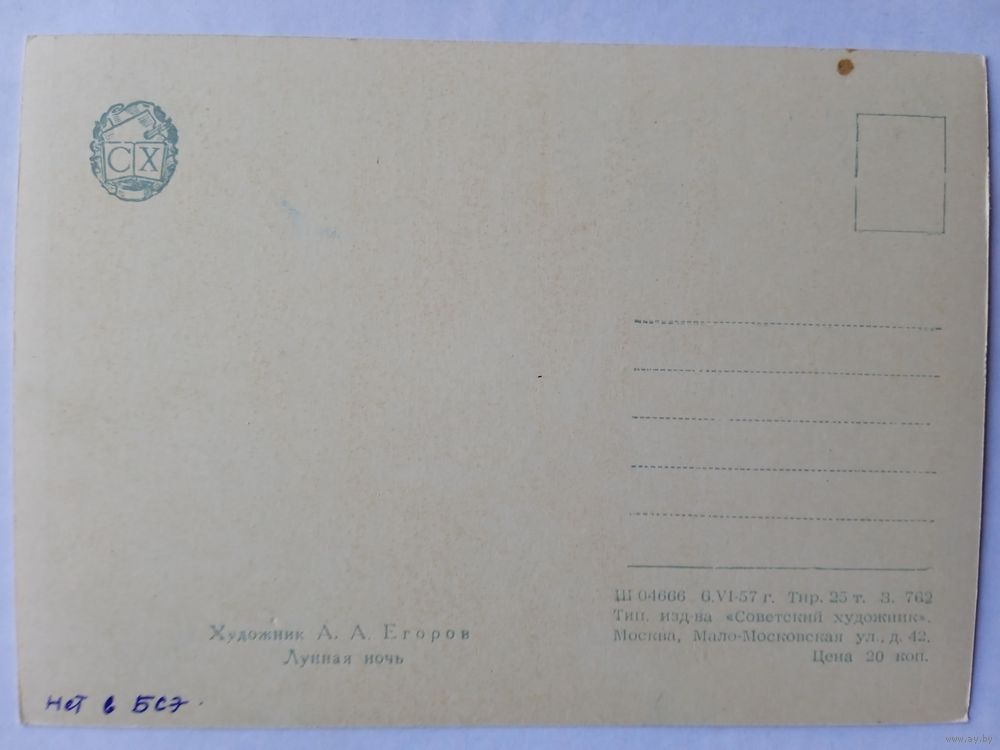 СХ
Ш 04666 6.VI-57 г. Тир. 25 т. З. 762
Тип. изд-ва «Советский художник».
Москва, Мало-Московская ул., д. 42.
Цена 20 коп.
Художник А. А. Егоров
Лунная ночь
нет в БСЭ.
www.ay.by